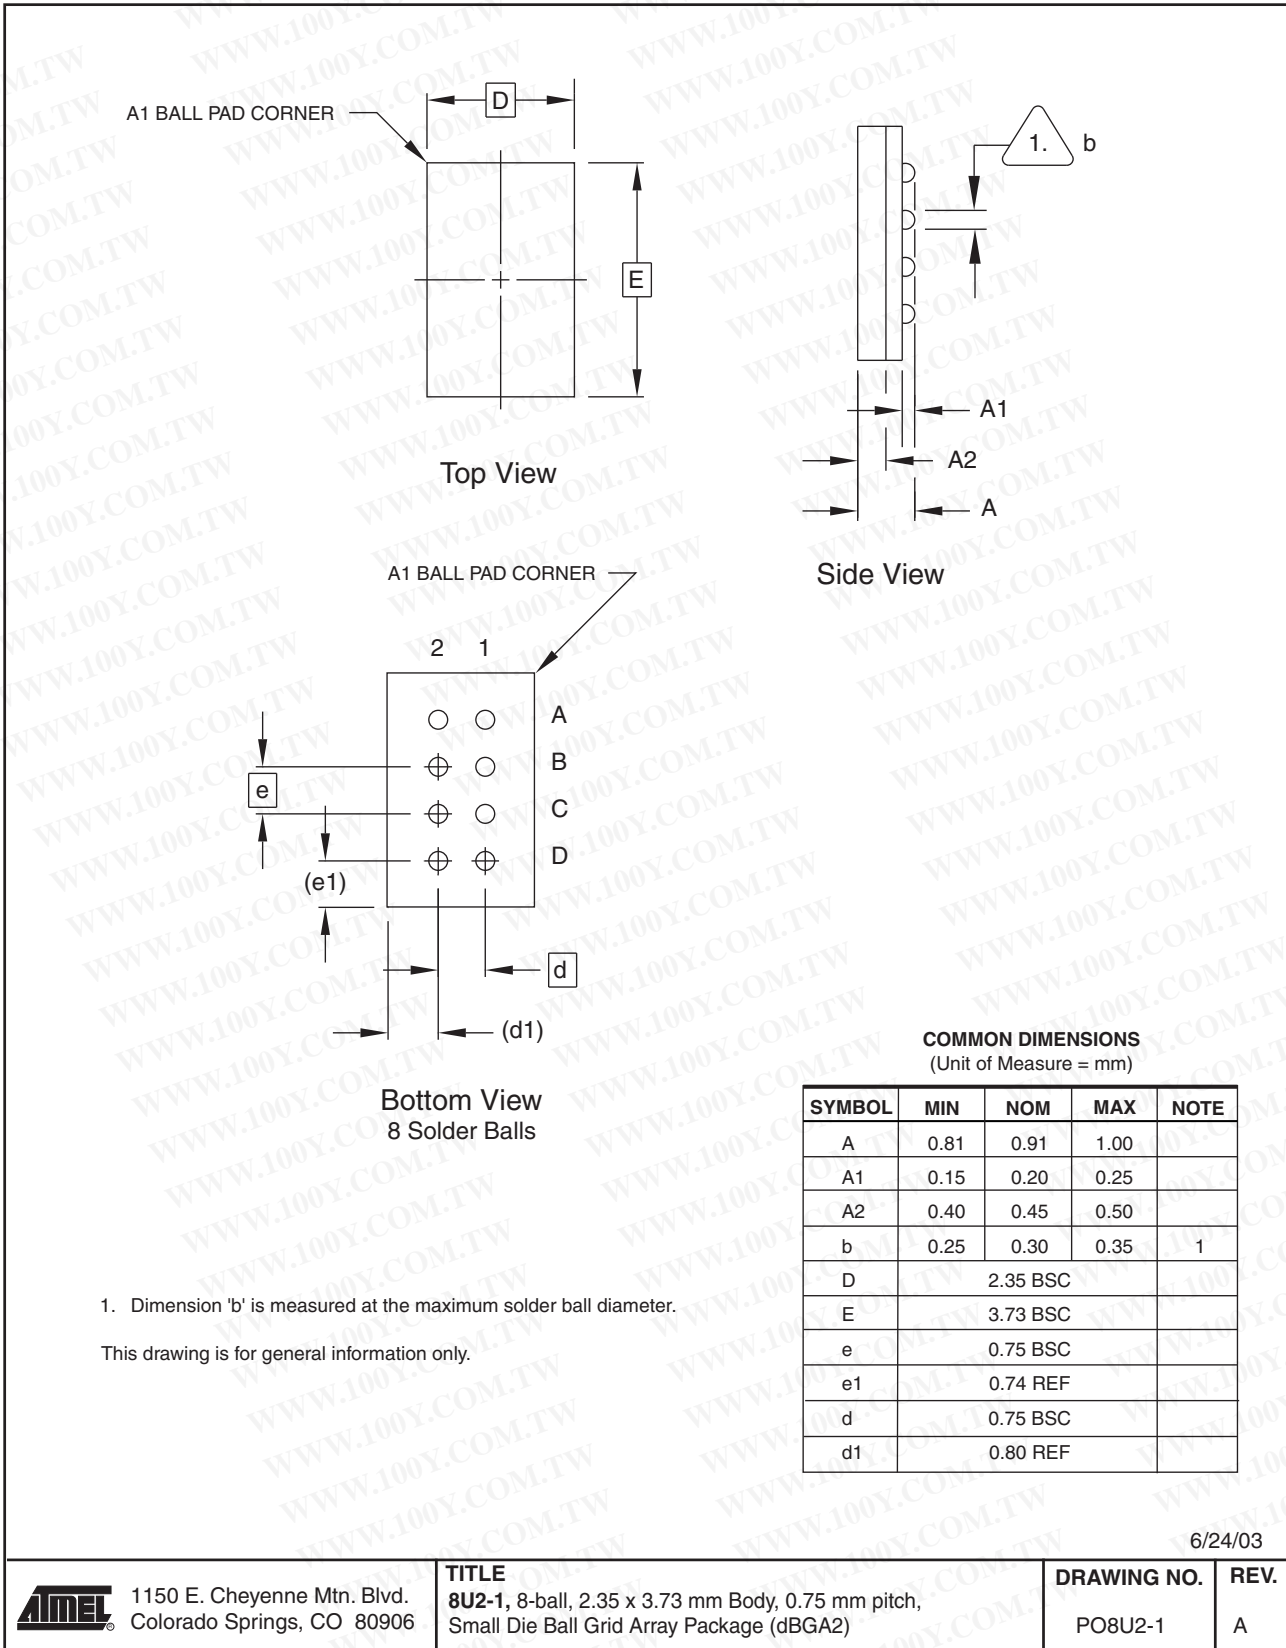 A1 BALL PAD CORNER
D
E
Top View
1.
b
A1
A2
A
Side View
A1 BALL PAD CORNER
2 1
A
B
C
D
e
(e1)
d
(d1)
Bottom View
8 Solder Balls
COMMON DIMENSIONS
(Unit of Measure = mm)
SYMBOL MIN NOM MAX NOTE
A 0.81 0.91 1.00
A1 0.15 0.20 0.25
A2 0.40 0.45 0.50
b 0.25 0.30 0.35 1
D 2.35 BSC
E 3.73 BSC
e 0.75 BSC
e1 0.74 REF
d 0.75 BSC
d1 0.80 REF
1. Dimension 'b' is measured at the maximum solder ball diameter.
This drawing is for general information only.
6/24/03
ATMEL
®
1150 E. Cheyenne Mtn. Blvd.
Colorado Springs, CO 80906
TITLE
8U2-1, 8-ball, 2.35 x 3.73 mm Body, 0.75 mm pitch,
Small Die Ball Grid Array Package (dBGA2)
DRAWING NO.
PO8U2-1
REV.
A
WWW.100Y.COM.TW